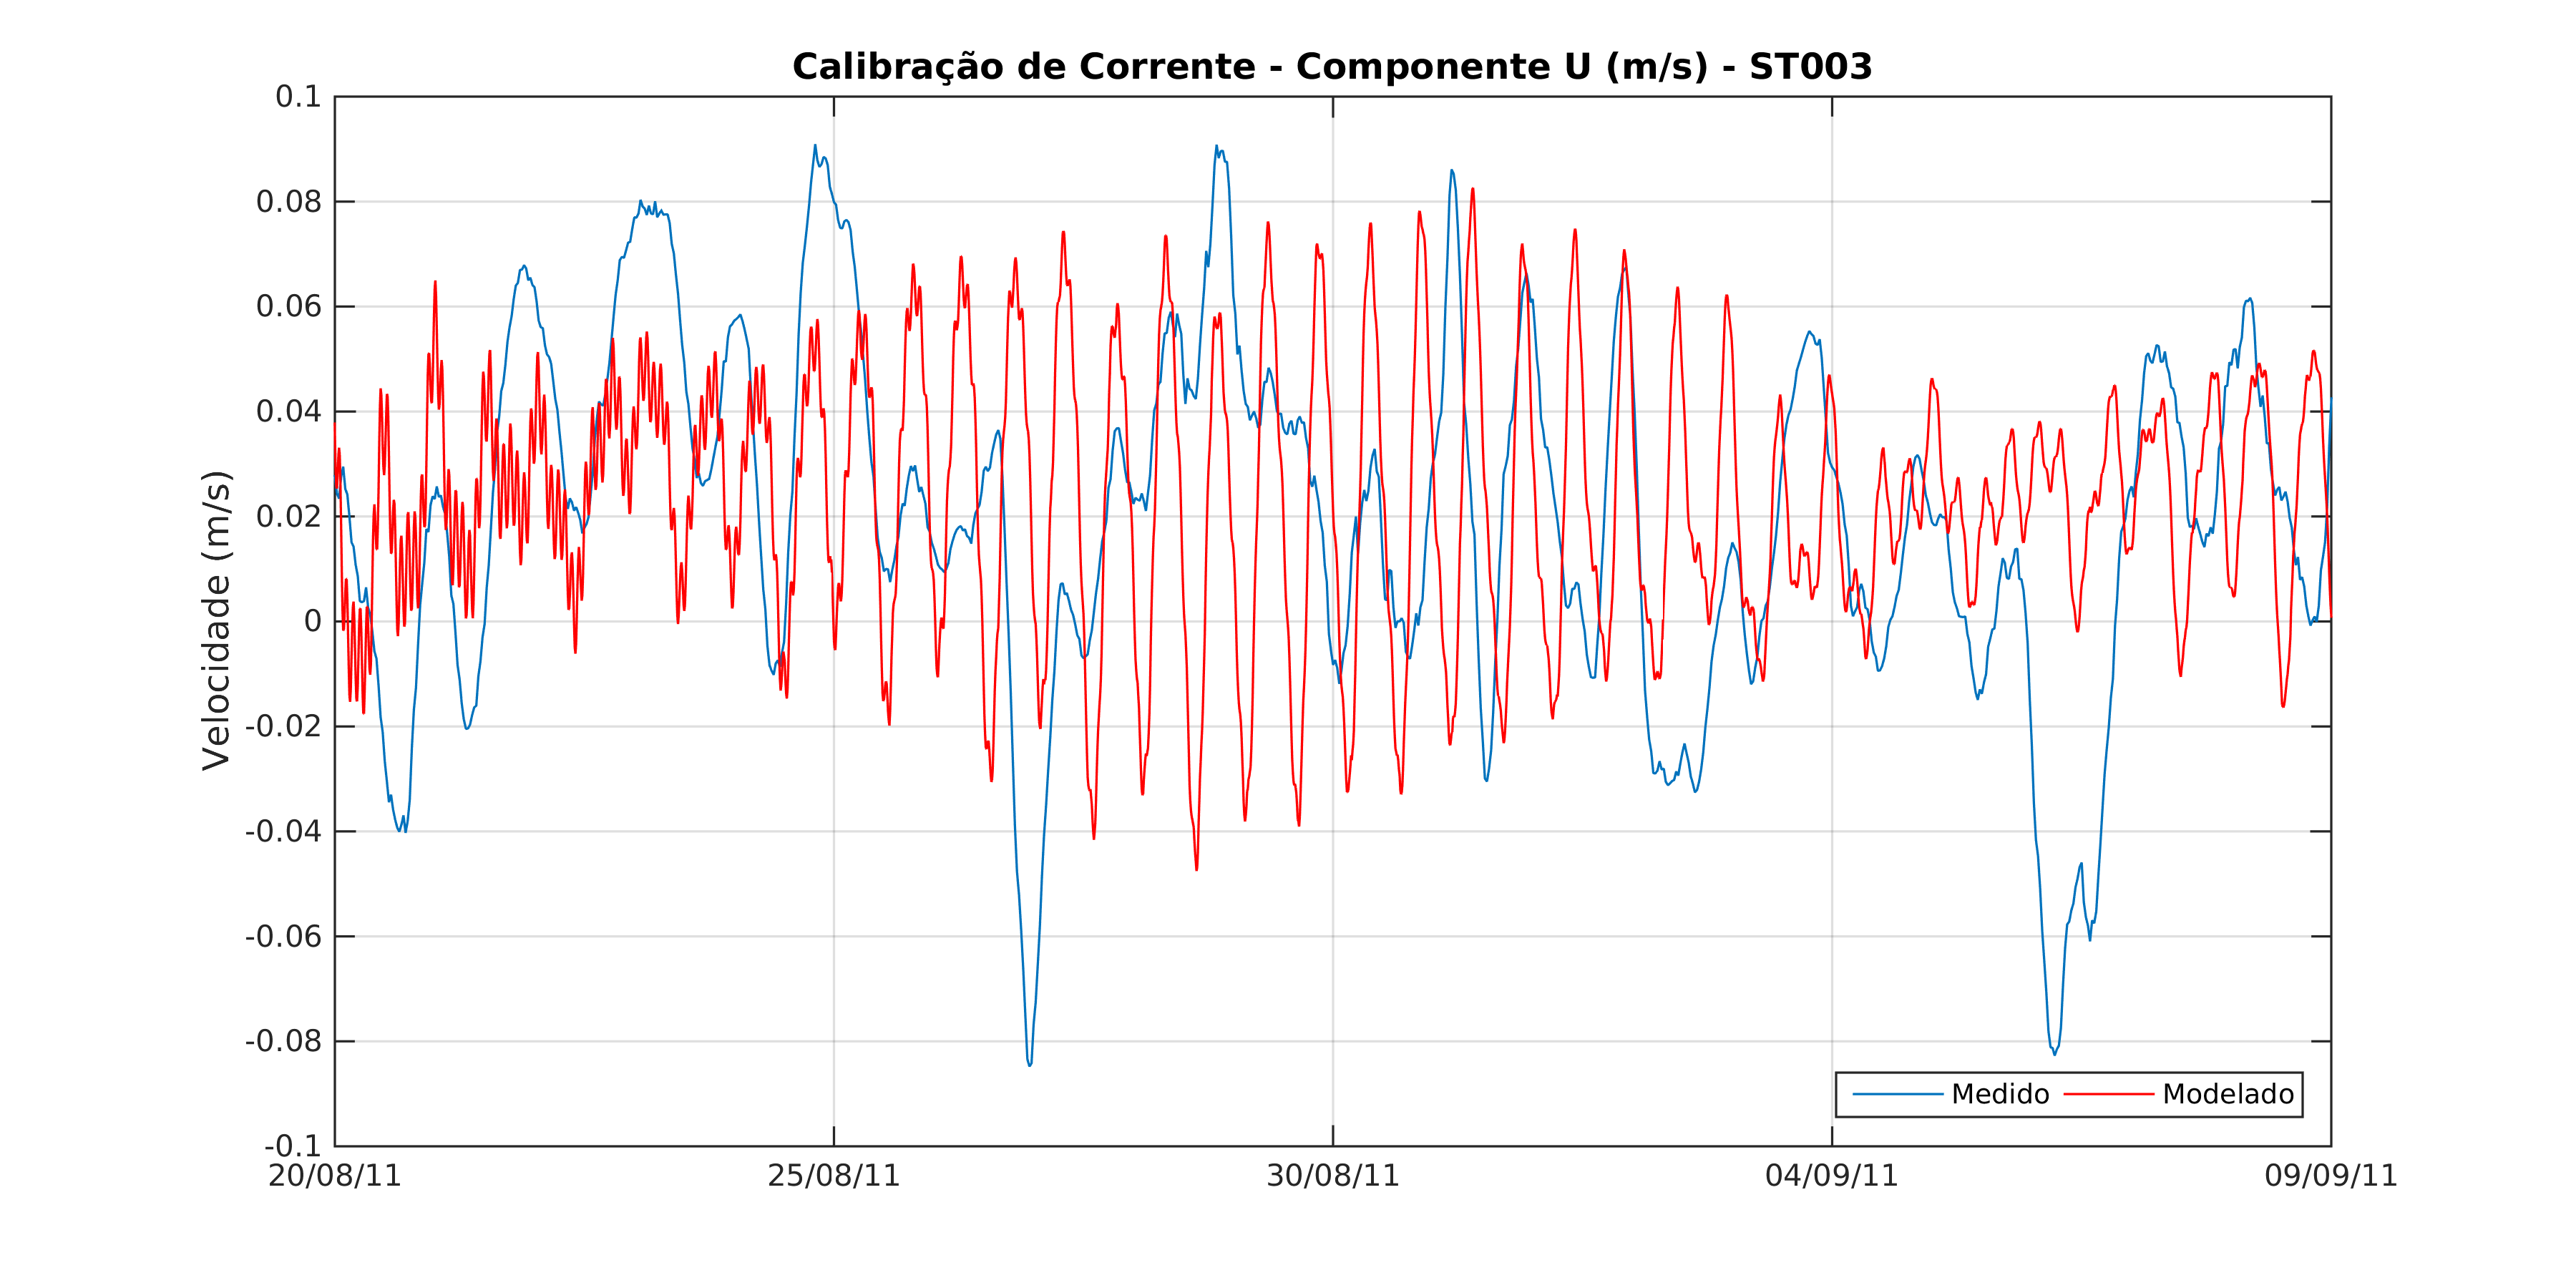 Calibração de Corrente - Componente U (m/s) - ST003
0.1
0.08
0.06
0.04
0.02
0
-0.02
-0.04
-0.06
-0.08
-0.1
Velocidade (m/s)
20/08/11 25/08/11 30/08/11 04/09/11 09/09/11
Medido Modelado